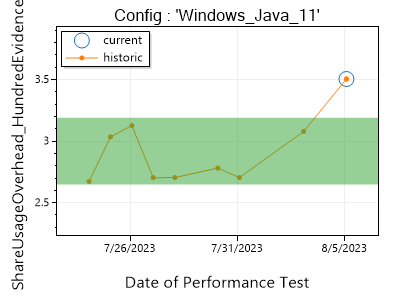 Config : 'Windows_Java_11'
current
historic
ShareUsageOverhead_HundredEvidence
3.5
3
2.5
7/26/2023
7/31/2023
8/5/2023
Date of Performance Test